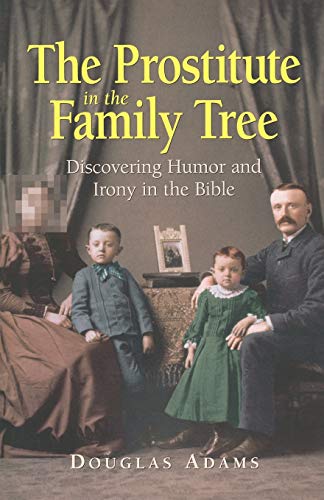 The Prostitute
in the
Family Tree
Discovering Humor and
Irony in the Bible
DOUGLAS ADAMS